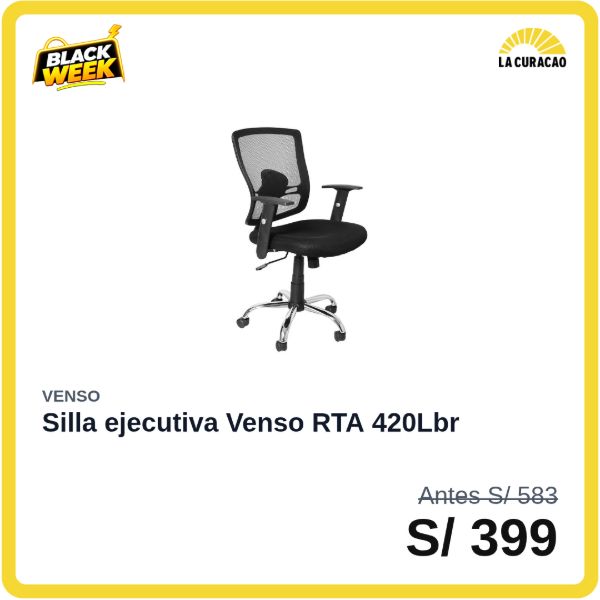 BLACK
WEEK
LA CURACAO
VENSO
Silla ejecutiva Venso RTA 420Lbr
Antes S/ 583
S/ 399